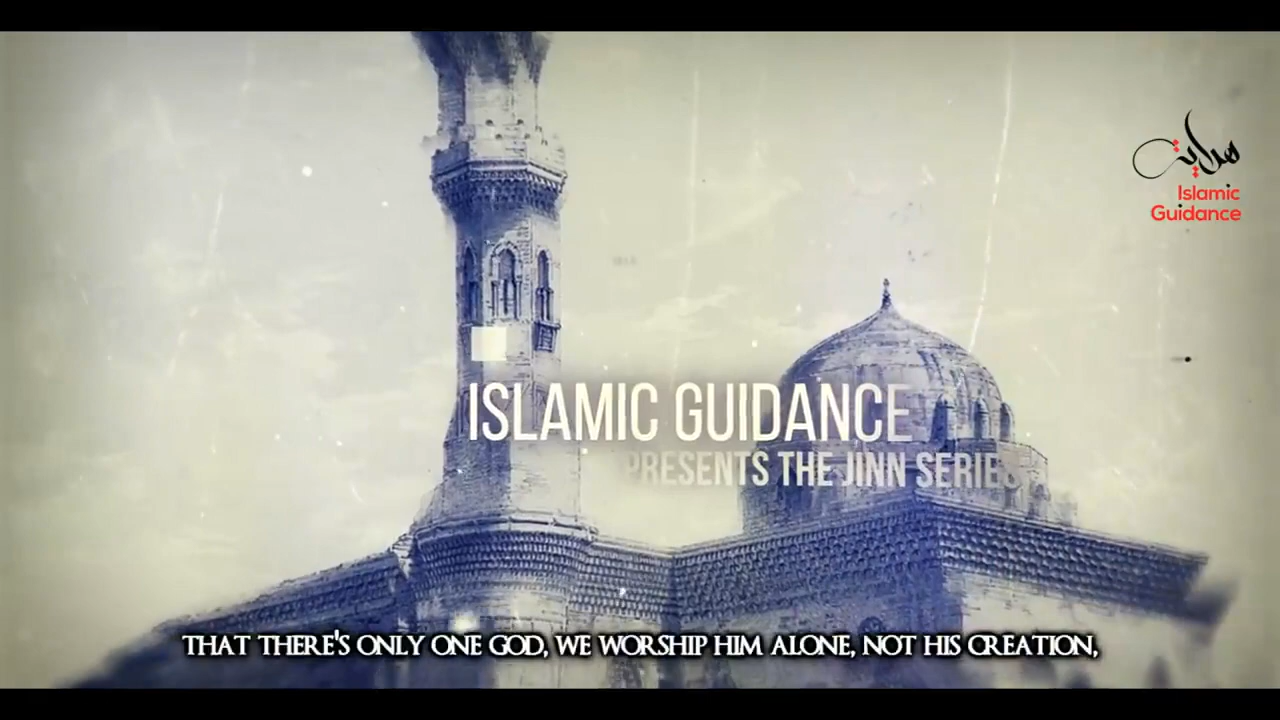 هداية
Islamic
Guidance
ISLAMIC GUIDANCE
PRESENTS THE JINN SERIES
THAT THERE'S ONLY ONE GOD, WE WORSHIP HIM ALONE, NOT HIS CREATION,